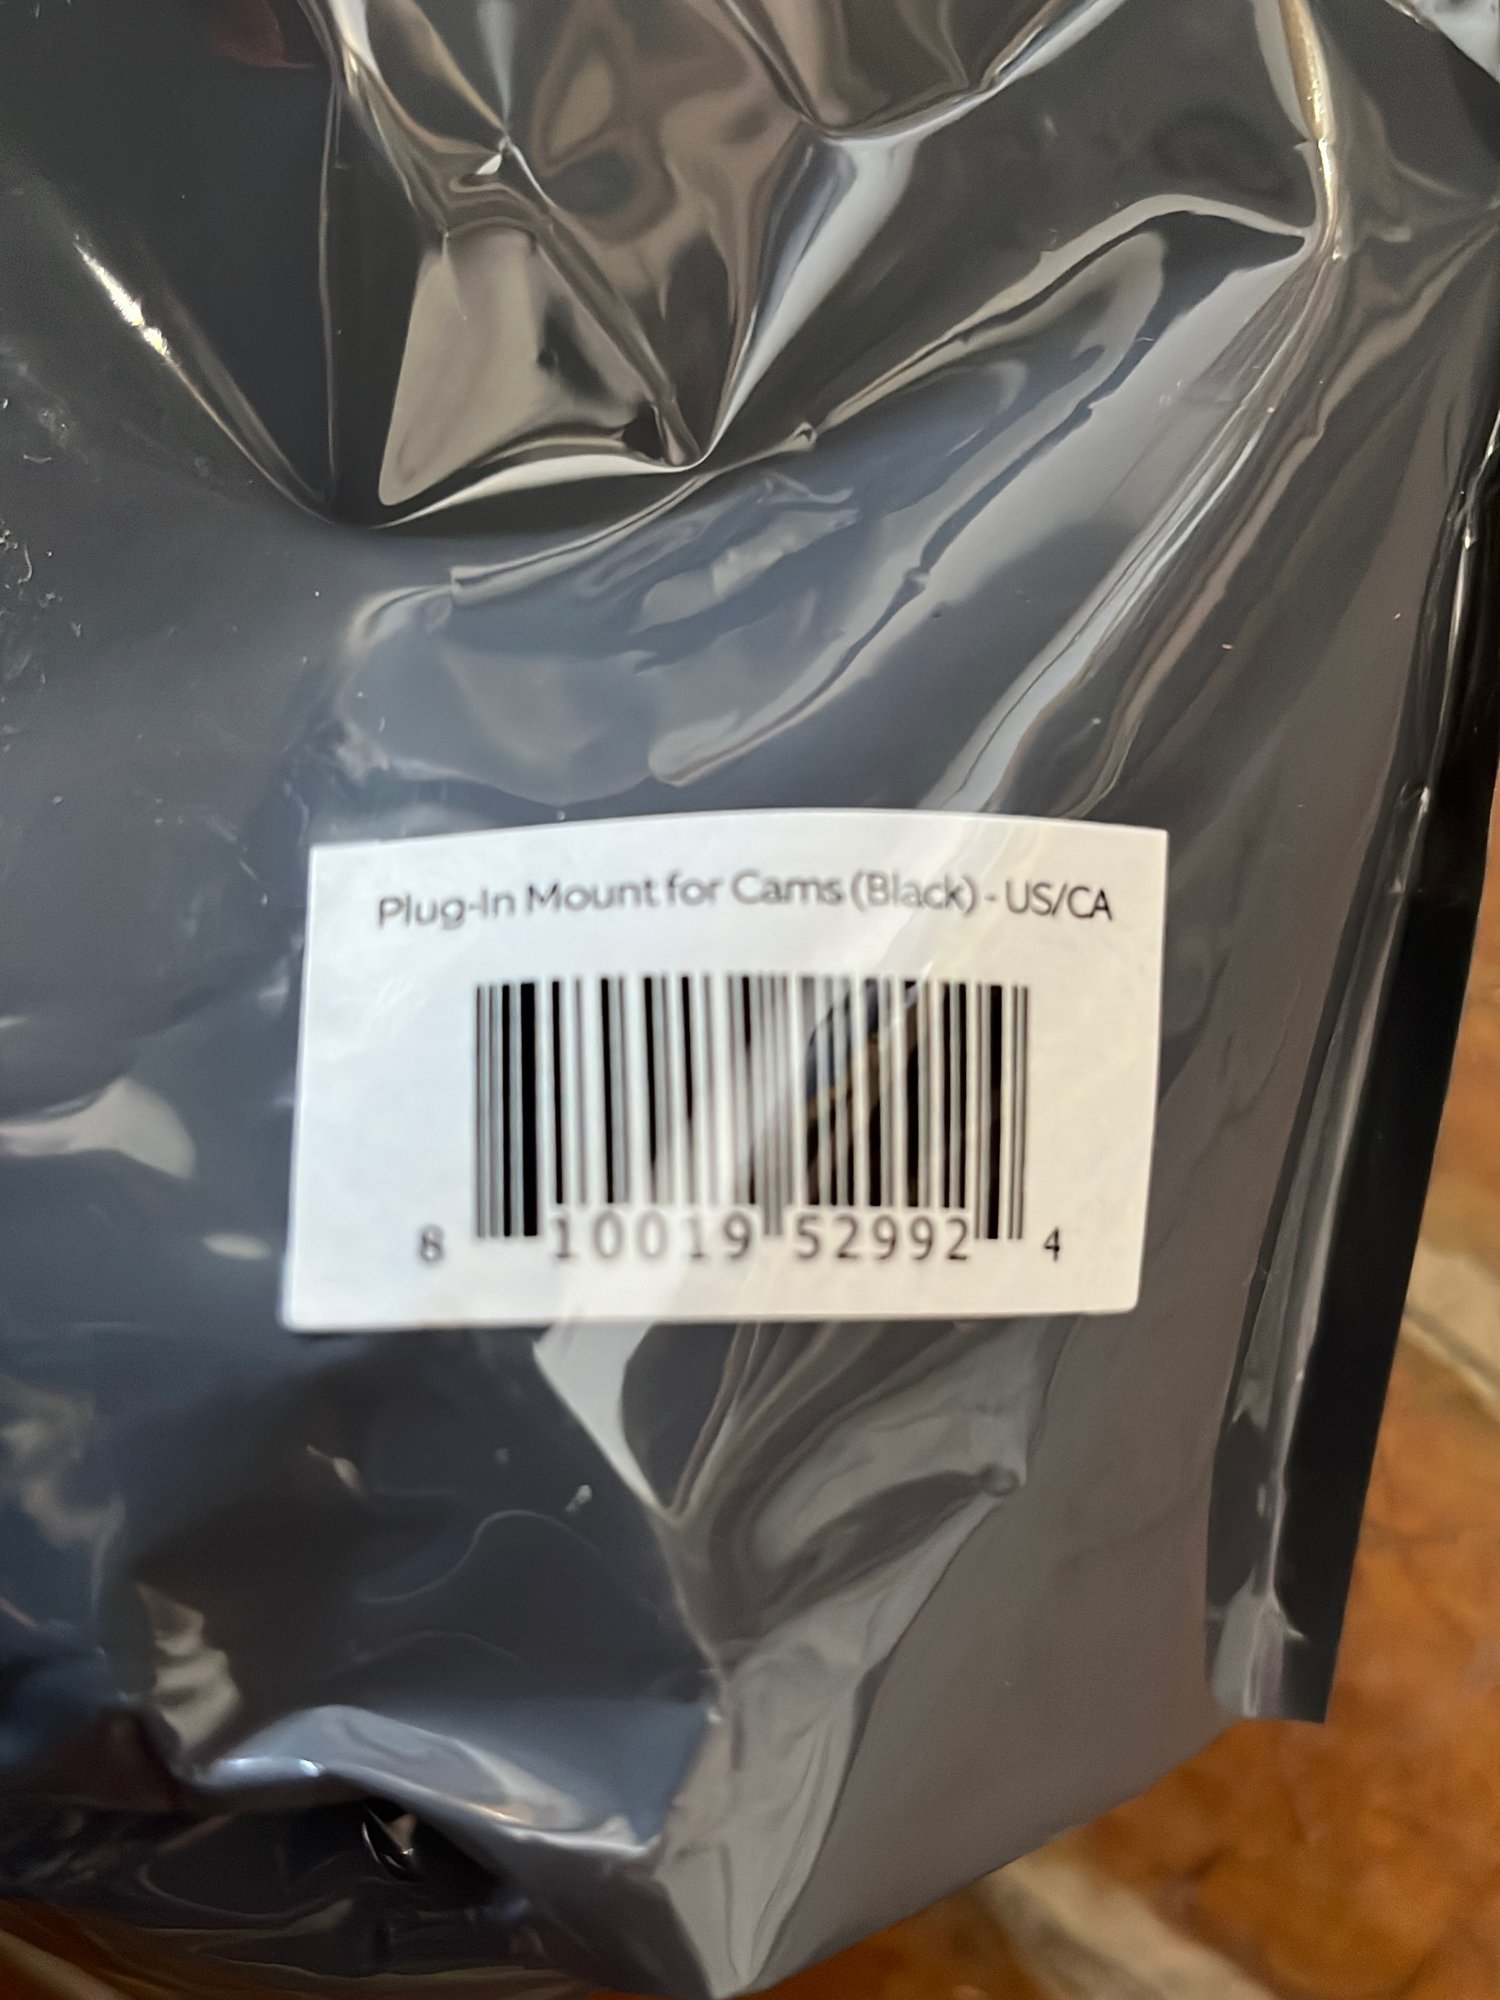 Plug-In Mount for Cams (Black) - US/CA
8 10019 52992 4